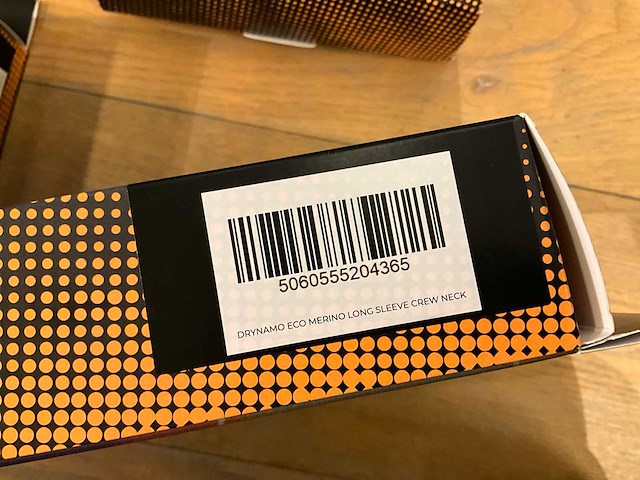 5060555204365
DRYNAMO ECO MERINO LONG SLEEVE CREW NECK